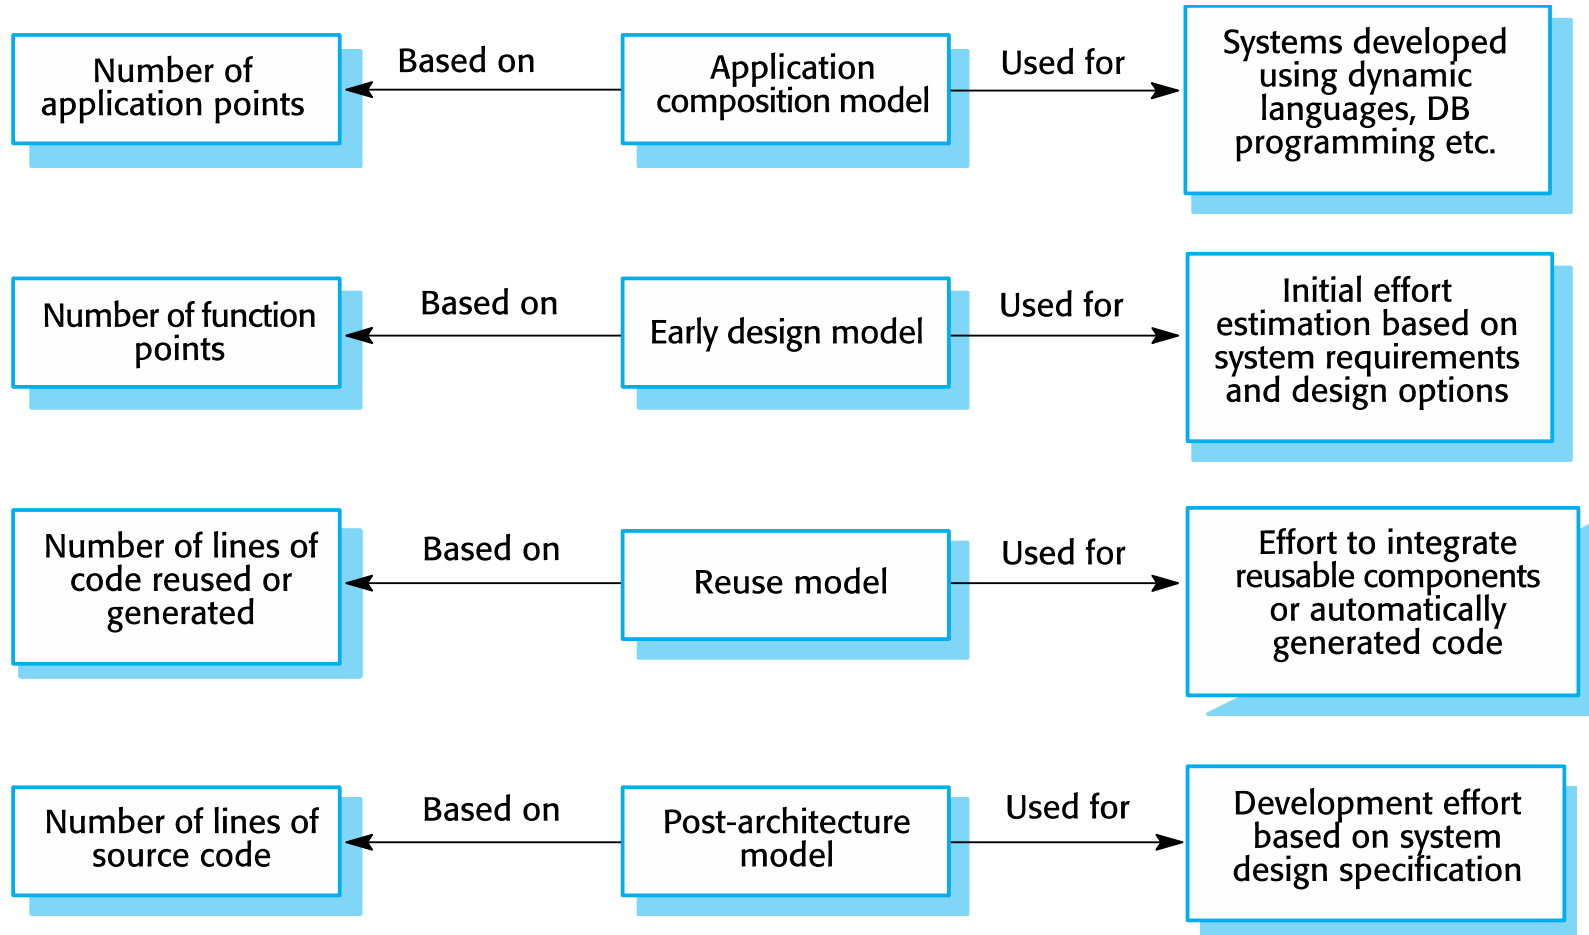 Number of
application points
Based on
Application
composition model
Used for
Systems developed
using dynamic
languages, DB
programming etc.
Number of function
points
Based on
Early design model
Used for
Initial effort
estimation based on
system requirements
and design options
Number of lines of
code reused or
generated
Based on
Reuse model
Used for
Effort to integrate
reusable components
or automatically
generated code
Number of lines of
source code
Based on
Post-architecture
model
Used for
Development effort
based on system
design specification